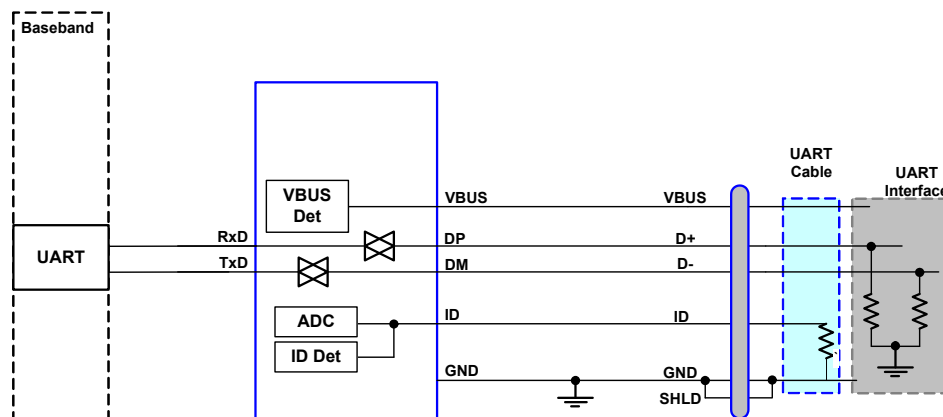 Baseband
UART
Cable
UART
Interface
VBUS
Det
VBUS
VBUS
RxD
DP
D+
UART
TxD
DM
D-
ADC
ID
ID
ID Det
GND
GND
SHLD